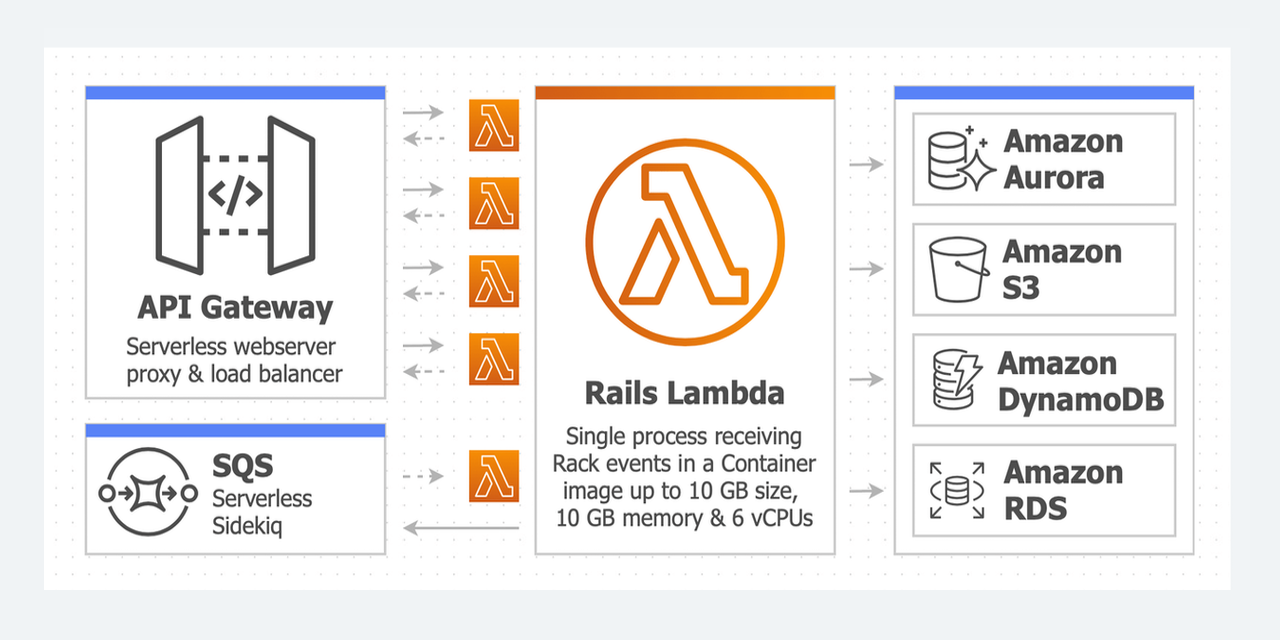 </>
API Gateway
Serverless webserver
proxy & load balancer
SQS
Serverless
Sidekiq
Rails Lambda
Single process receiving
Rack events in a Container
image up to 10 GB size,
10 GB memory & 6 vCPUs
Amazon
Aurora
Amazon
S3
Amazon
DynamoDB
Amazon
RDS